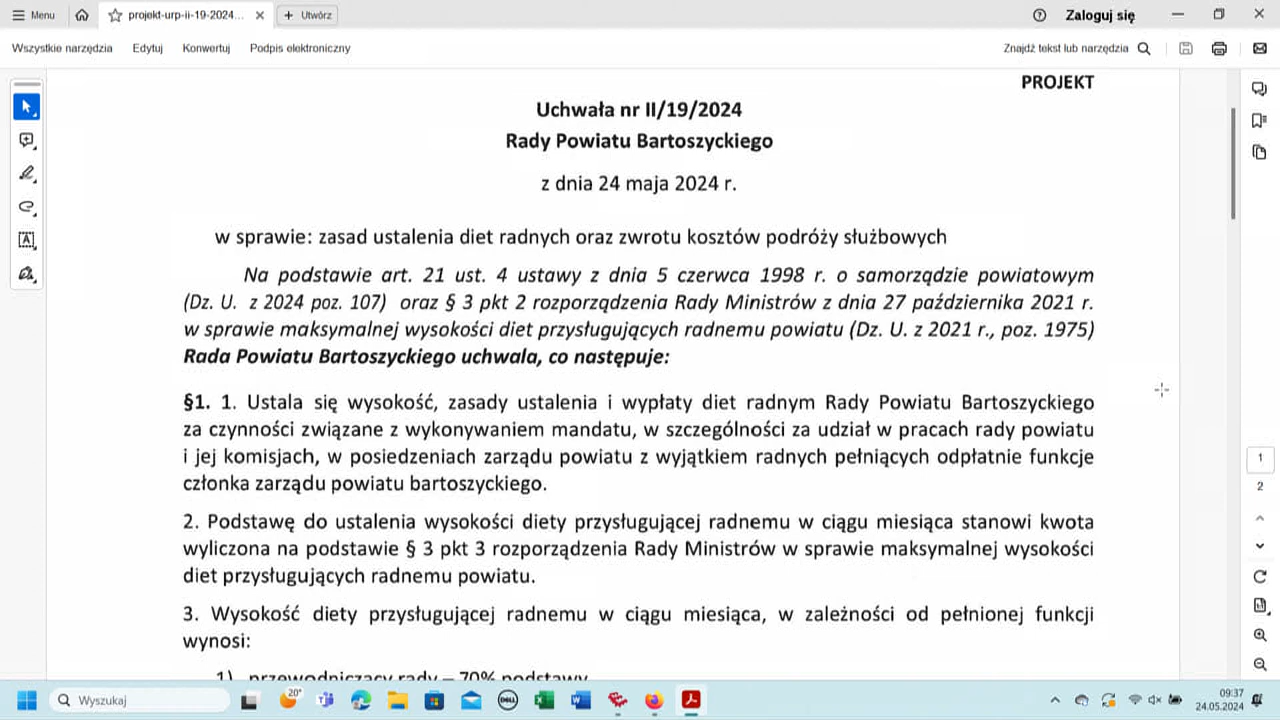 Menu
projekt-urp-ii-19-2024...
Utwórz
Zaloguj się
Wszystkie narzędzia
Edytuj
Konwertuj
Podpis elektroniczny
Znajdź tekst lub narzędzia
PROJEKT
Uchwała nr II/19/2024
Rady Powiatu Bartoszyckiego
z dnia 24 maja 2024 r.
w sprawie: zasad ustalenia diet radnych oraz zwrotu kosztów podróży służbowych
Na podstawie art. 21 ust. 4 ustawy z dnia 5 czerwca 1998 r. o samorządzie powiatowym
(Dz. U. z 2024 poz. 107) oraz § 3 pkt 2 rozporządzenia Rady Ministrów z dnia 27 października 2021 r.
w sprawie maksymalnej wysokości diet przysługujących radnemu powiatu (Dz. U. z 2021 r., poz. 1975)
Rada Powiatu Bartoszyckiego uchwala, co następuje:
§1. 1. Ustala się wysokość, zasady ustalenia i wypłaty diet radnym Rady Powiatu Bartoszyckiego
za czynności związane z wykonywaniem mandatu, w szczególności za udział w pracach rady powiatu
i jej komisjach, w posiedzeniach zarządu powiatu z wyjątkiem radnych pełniących odpłatnie funkcje
członka zarządu powiatu bartoszyckiego.
2. Podstawę do ustalenia wysokości diety przysługującej radnemu w ciągu miesiąca stanowi kwota
wyliczona na podstawie § 3 pkt 3 rozporządzenia Rady Ministrów w sprawie maksymalnej wysokości
diet przysługujących radnemu powiatu.
3. Wysokość diety przysługującej radnemu w ciągu miesiąca, w zależności od pełnionej funkcji
wynosi:
1) przewodniczący rady – 70% podstawy
1
2
Wyszukaj
20°
DELL
09:37
24.05.2024